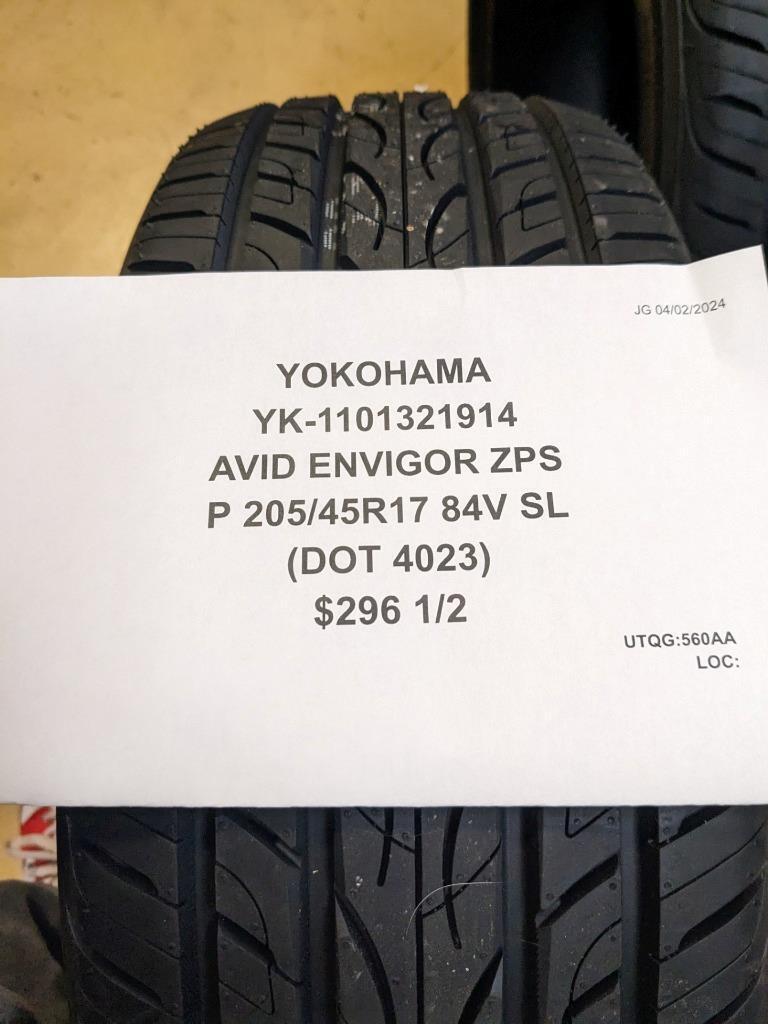 JG 04/02/2024
YOKOHAMA
YK-1101321914
AVID ENVIGOR ZPS
P 205/45R17 84V SL
(DOT 4023)
$296 1/2
UTQG:560AA
LOC: